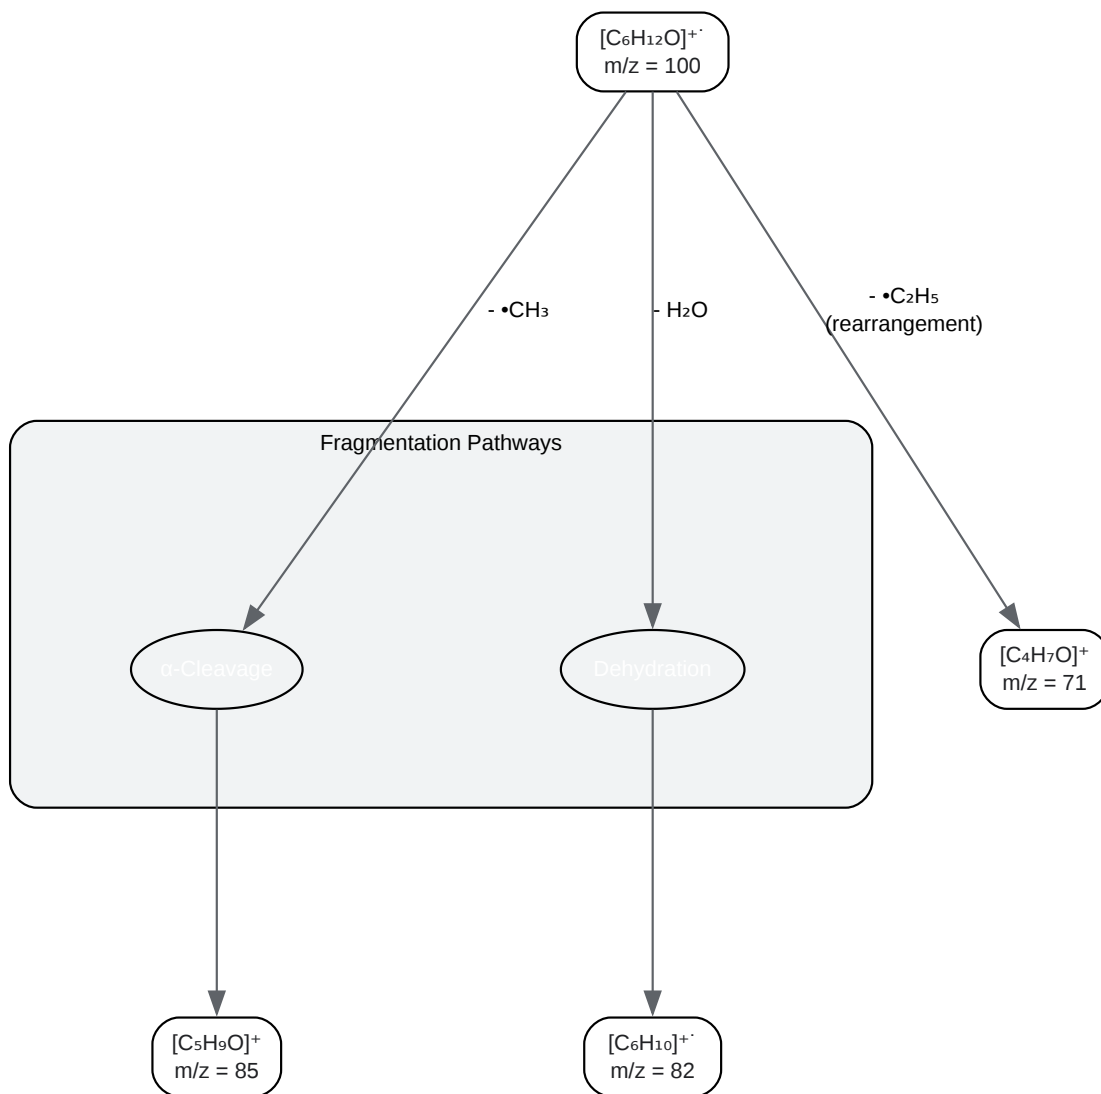 [C₆H₁₂O]⁺˙
m/z = 100
- •CH₃
- H₂O
- •C₂H₅
(rearrangement)
Fragmentation Pathways
α-Cleavage
Dehydration
[C₄H₇O]⁺
m/z = 71
[C₅H₉O]⁺
m/z = 85
[C₆H₁₀]⁺˙
m/z = 82